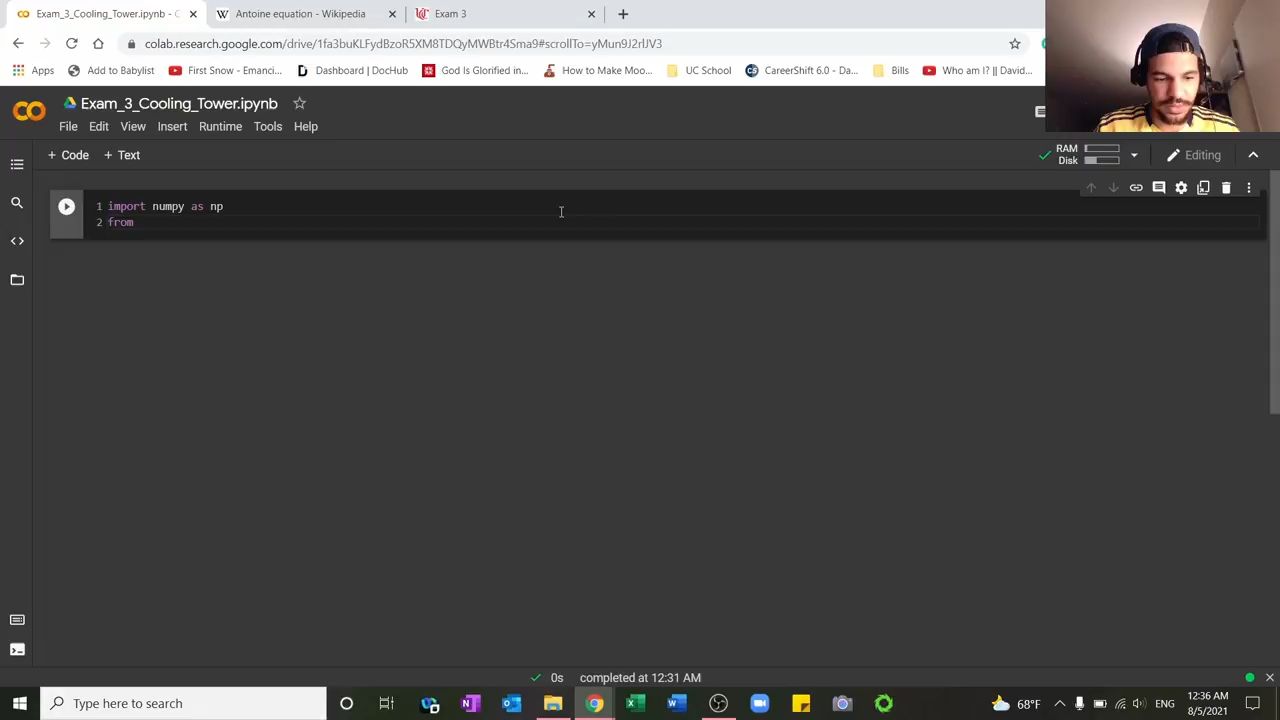 Exam_3_Cooling_Tower.ipynb - C
Antoine equation - Wikipedia
Exam 3
colab.research.google.com/drive/1fa3huKLFydBzoR5XM8TDQyMWBtr4Sma9#scrollTo=yMun9J2rlJV3
Apps
Add to Babylist
First Snow - Emanci...
Dashboard | DocHub
God Is Glorified in...
How to Make Moo...
UC School
CareerShift 6.0 - Da...
Bills
Who am I? || David...
Exam_3_Cooling_Tower.ipynb
File Edit View Insert Runtime Tools Help
+ Code + Text
RAM
Disk
Editing
1 import numpy as np
2 from
0s completed at 12:31 AM
Type here to search
68°F
ENG
12:36 AM
8/5/2021